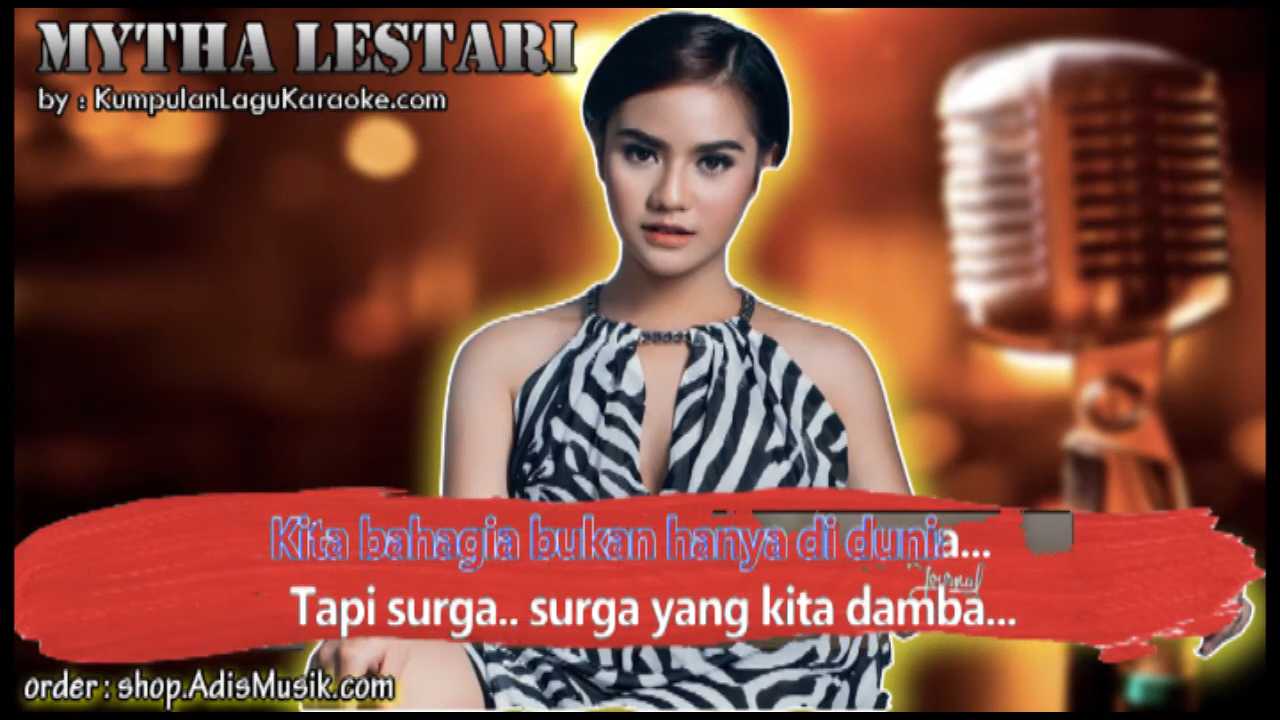 MYTHA LESTARI
by : KumpulanLaguKaraoke.com
Kita bahagia bukan hanya di dunia...
Journal
Tapi surga.. surga yang kita damba...
order : shop.AdisMusik.com